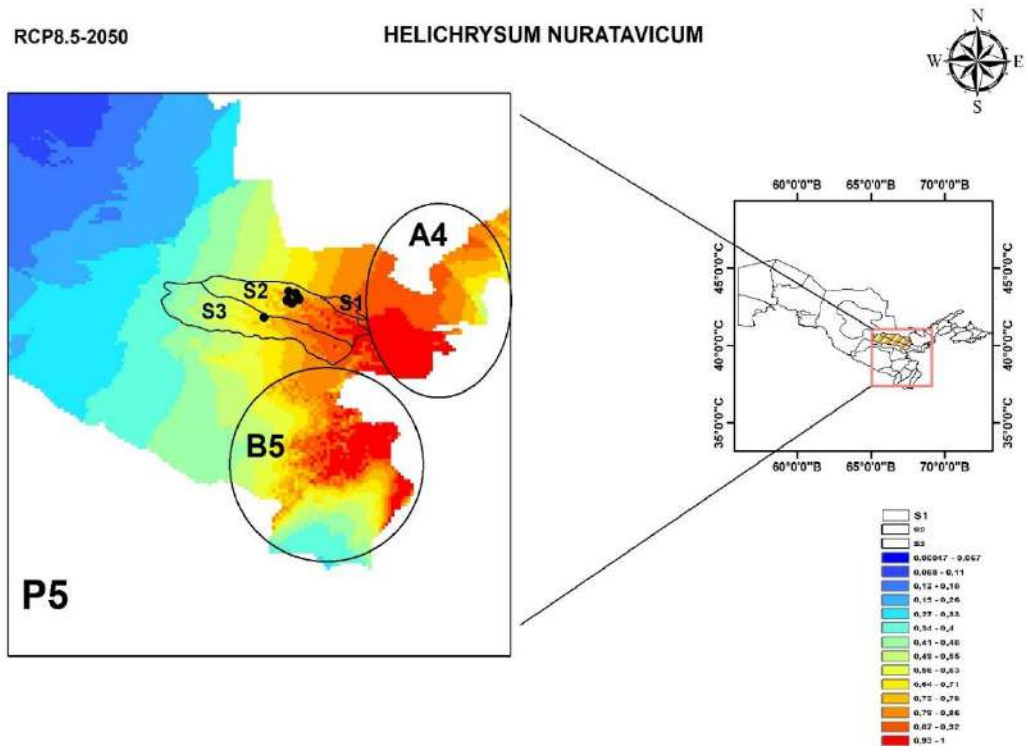 RCP8.5-2050
HELICHRYSUM NURATAVICUM
N
W E
S
A4
S2
S1
S3
B5
P5
60°0'0"B 65°0'0"B 70°0'0"B
45°0'0"C 45°0'0"C
40°0'0"C 40°0'0"C
35°0'0"C 35°0'0"C
60°0'0"B 65°0'0"B 70°0'0"B
S1
S2
S3
0,00047 - 0,067
0,068 - 0,11
0,27 - 0,33
0,34 - 0,4
0,41 - 0,48
0,49 - 0,55
0,56 - 0,63
0,64 - 0,71
0,72 - 0,78
0,79 - 0,86
0,87 - 0,92
0,93 - 1